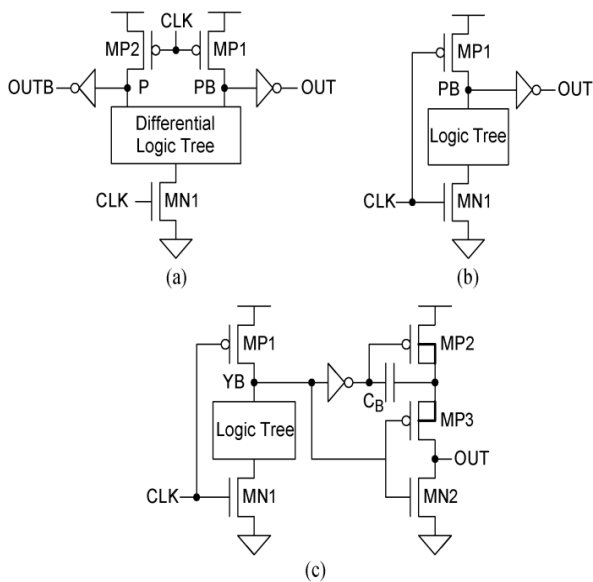 CLK
MP2
MP1
OUTB
P
PB
OUT
Differential
Logic Tree
CLK
MN1
(a)
MP1
PB
OUT
Logic Tree
CLK
MN1
(b)
MP1
MP2
YB
CB
MP3
Logic Tree
OUT
CLK
MN1
MN2
(c)